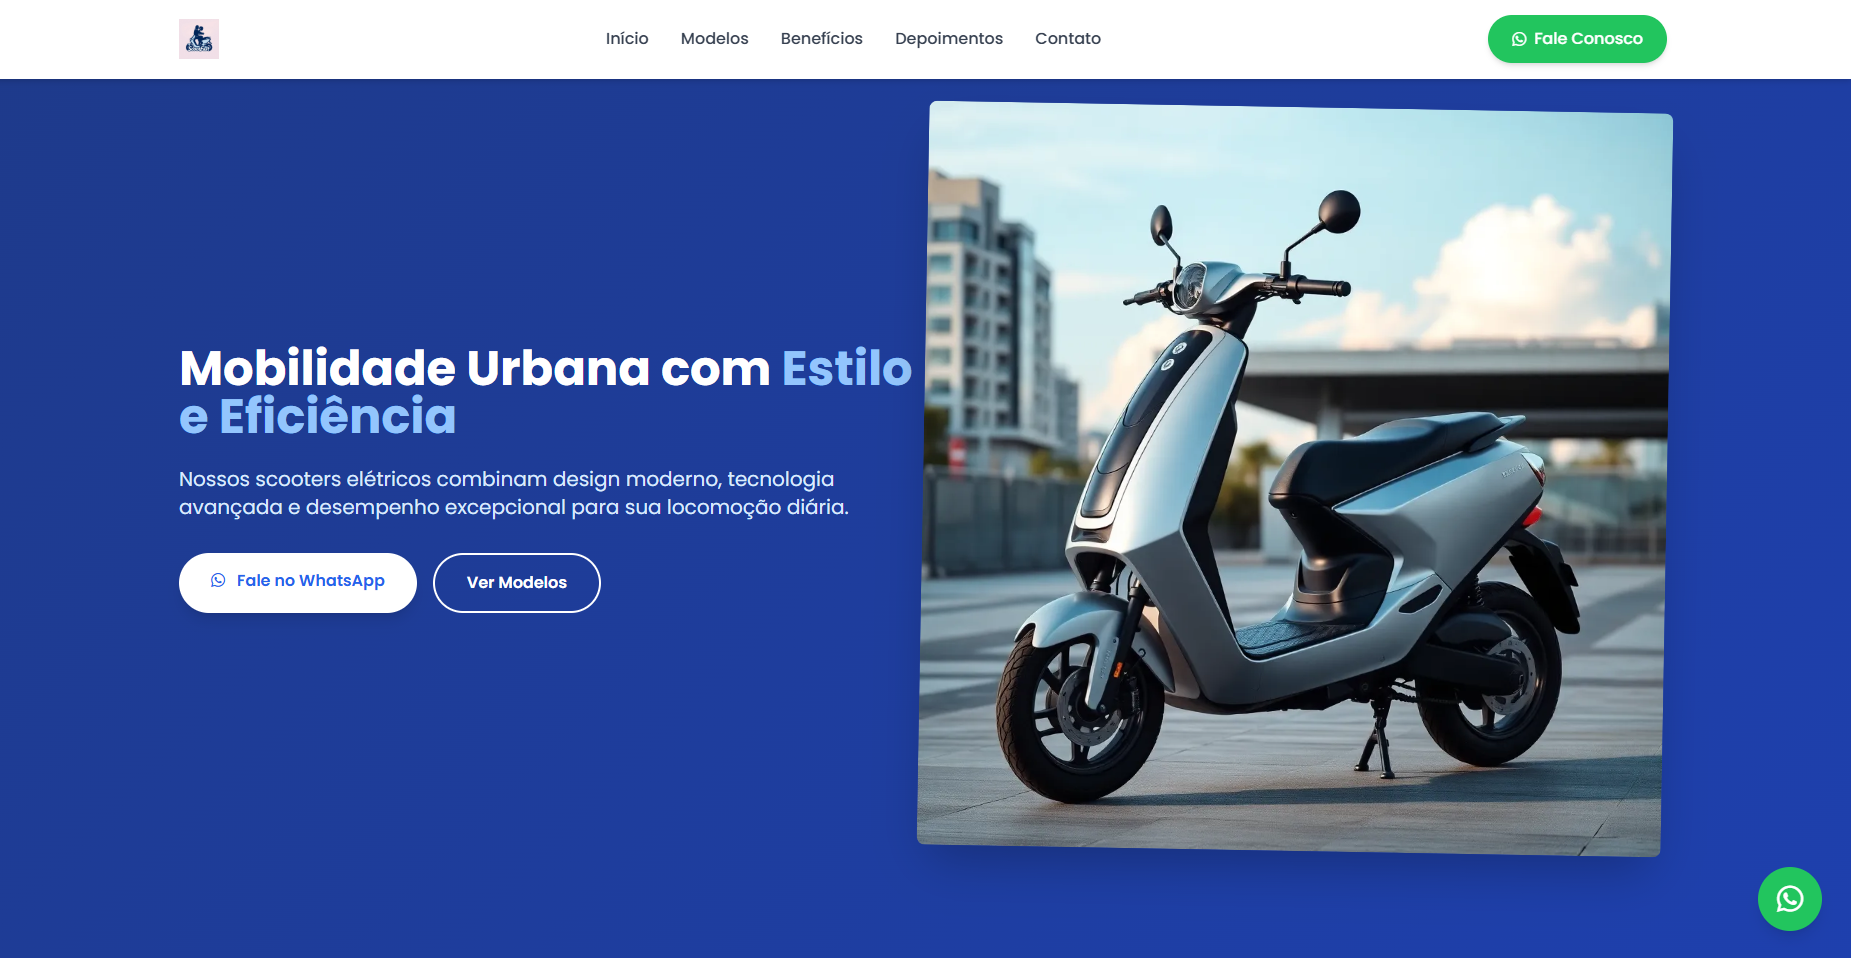 Início
Modelos
Benefícios
Depoimentos
Contato
Fale Conosco
Mobilidade Urbana com Estilo
e Eficiência
Nossos scooters elétricos combinam design moderno, tecnologia
avançada e desempenho excepcional para sua locomoção diária.
Fale no WhatsApp
Ver Modelos